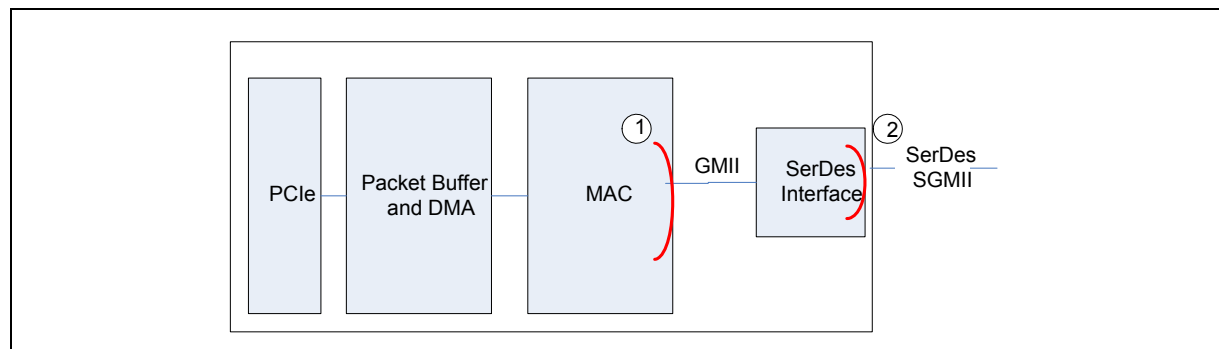 PCIe
Packet Buffer
and DMA
MAC
1
GMII
SerDes
Interface
2
SerDes
SGMII